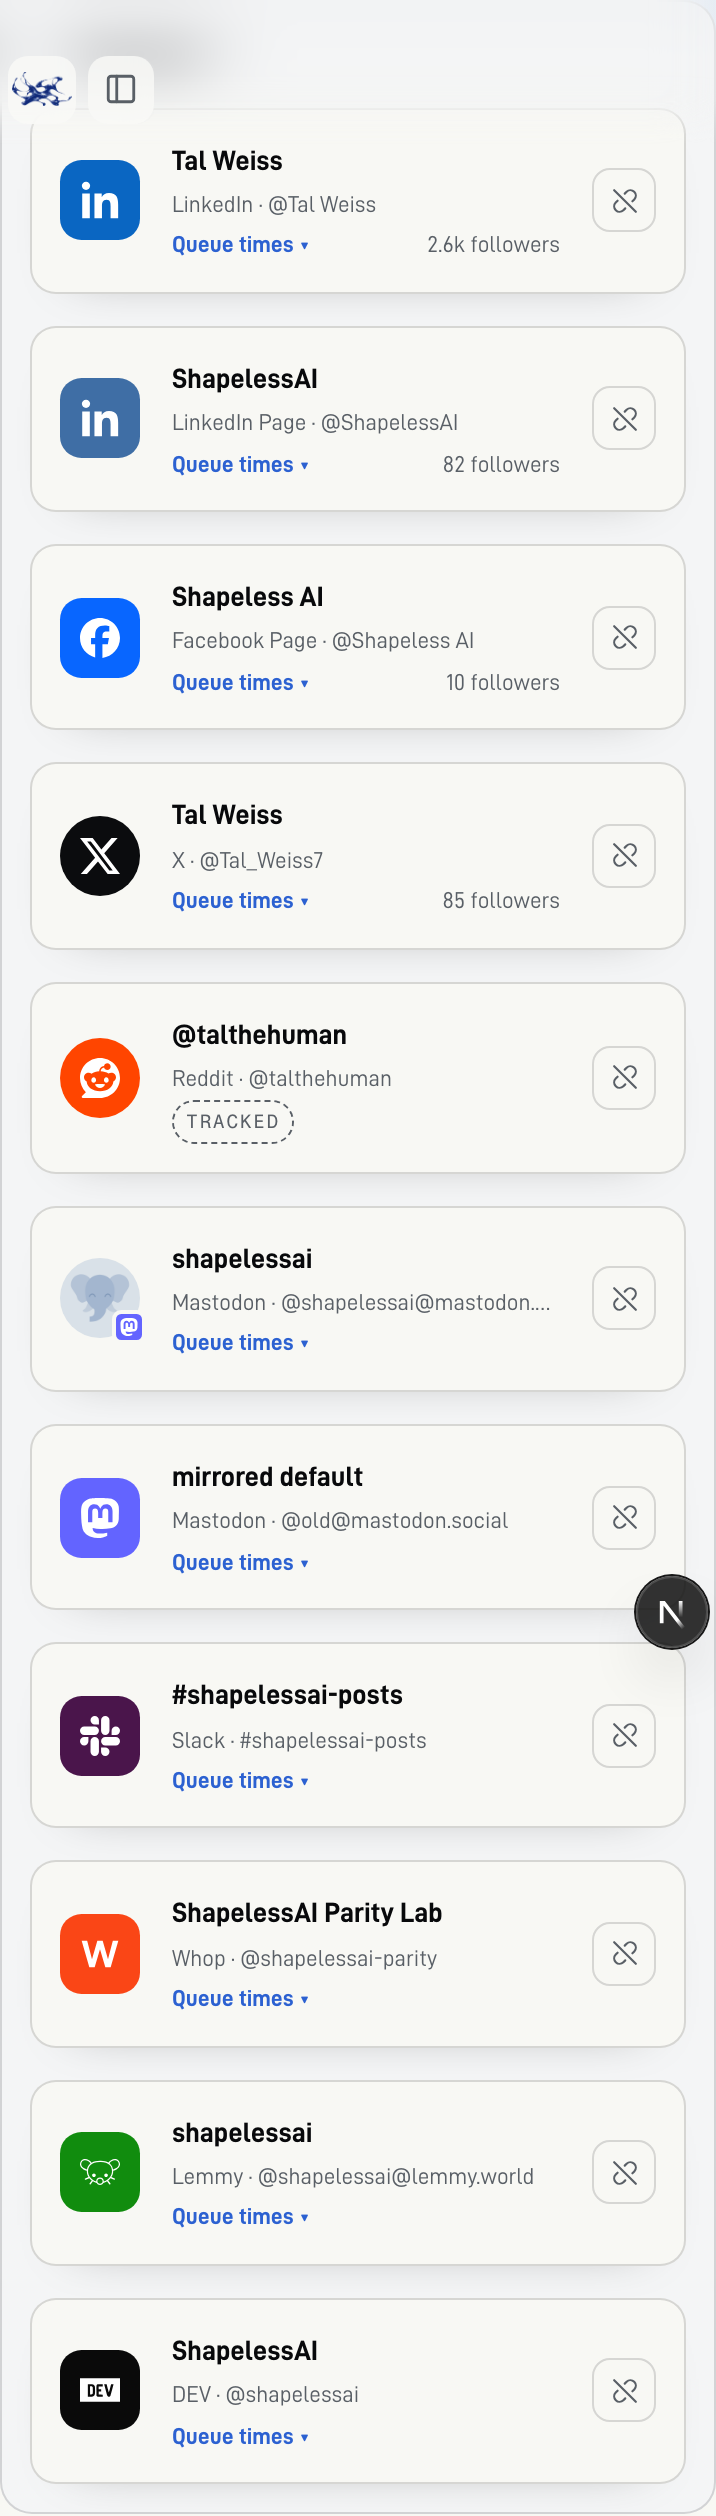 Tal Weiss
LinkedIn · @Tal Weiss
Queue times ▾ 2.6k followers
ShapelessAI
LinkedIn Page · @ShapelessAI
Queue times ▾ 82 followers
Shapeless AI
Facebook Page · @Shapeless AI
Queue times ▾ 10 followers
Tal Weiss
X · @Tal_Weiss7
Queue times ▾ 85 followers
@talthehuman
Reddit · @talthehuman
TRACKED
shapelessai
Mastodon · @shapelessai@mastodon....
Queue times ▾
mirrored default
Mastodon · @old@mastodon.social
Queue times ▾
N
#shapelessai-posts
Slack · #shapelessai-posts
Queue times ▾
ShapelessAI Parity Lab
W
Whop · @shapelessai-parity
Queue times ▾
shapelessai
Lemmy · @shapelessai@lemmy.world
Queue times ▾
ShapelessAI
DEV
DEV · @shapelessai
Queue times ▾